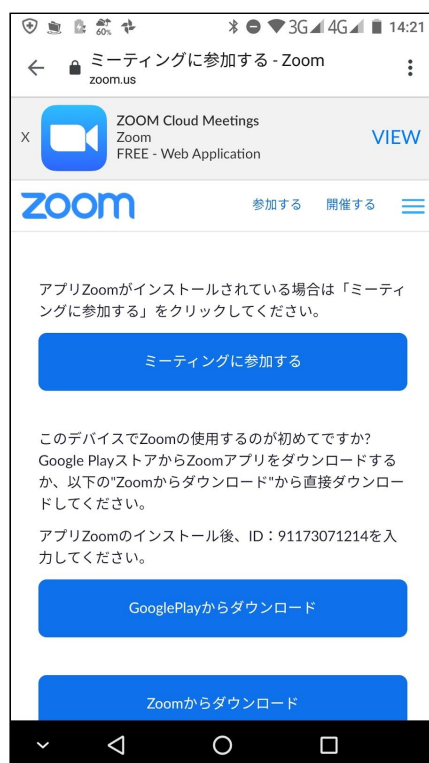 60% 3G 4G 14:21
ミーティングに参加する - Zoom
zoom.us
X
ZOOM Cloud Meetings
Zoom
FREE - Web Application
VIEW
zoom 参加する 開催する
アプリZoomがインストールされている場合は「ミーティ
ングに参加する」をクリックしてください。
ミーティングに参加する
このデバイスでZoomの使用するのが初めてですか?
Google PlayストアからZoomアプリをダウンロードする
か、以下の"Zoomからダウンロード"から直接ダウンロー
ドしてください。
アプリZoomのインストール後、ID：91173071214を入
力してください。
GooglePlayからダウンロード
Zoomからダウンロード